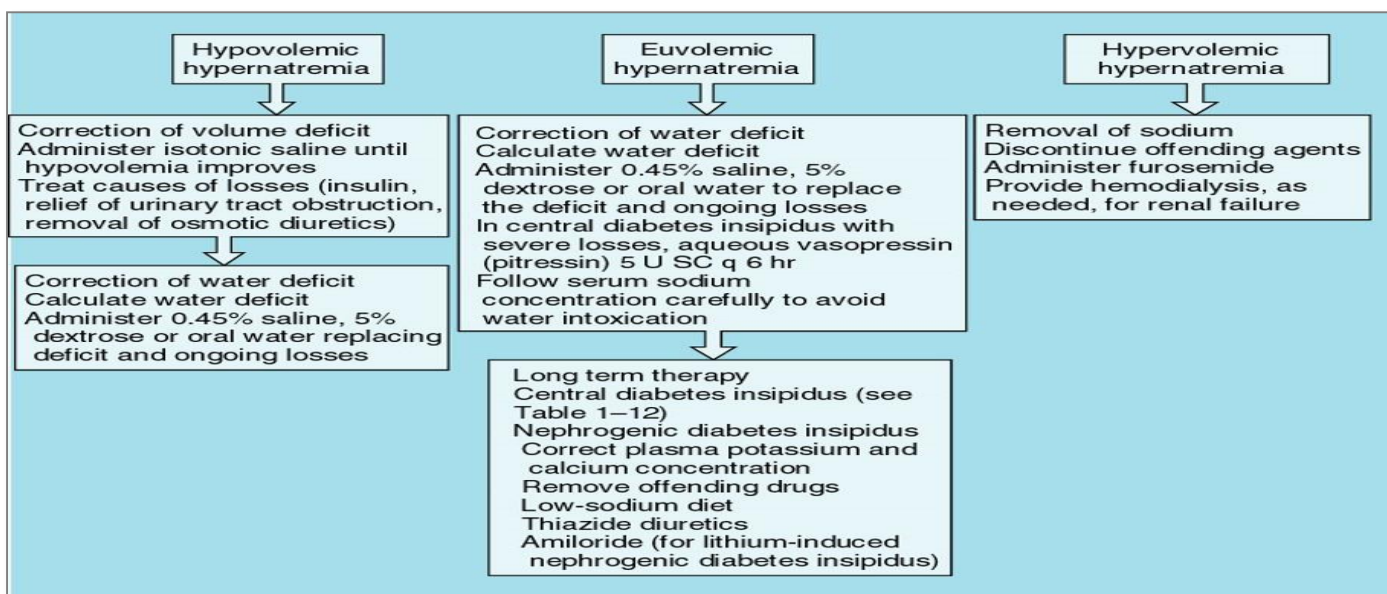 Hypovolemic
hypernatremia
Correction of volume deficit
Administer isotonic saline until
hypovolemia improves
Treat causes of losses (insulin,
relief of urinary tract obstruction,
removal of osmotic diuretics)
Correction of water deficit
Calculate water deficit
Administer 0.45% saline, 5%
dextrose or oral water replacing
deficit and ongoing losses
Euvolemic
hypernatremia
Correction of water deficit
Calculate water deficit
Administer 0.45% saline, 5%
dextrose or oral water to replace
the deficit and ongoing losses
In central diabetes insipidus with
severe losses, aqueous vasopressin
(pitressin) 5 U SC q 6 hr
Follow serum sodium
concentration carefully to avoid
water intoxication
Long term therapy
Central diabetes insipidus (see
Table 1–12)
Nephrogenic diabetes insipidus
Correct plasma potassium and
calcium concentration
Remove offending drugs
Low-sodium diet
Thiazide diuretics
Amiloride (for lithium-induced
nephrogenic diabetes insipidus)
Hypervolemic
hypernatremia
Removal of sodium
Discontinue offending agents
Administer furosemide
Provide hemodialysis, as
needed, for renal failure